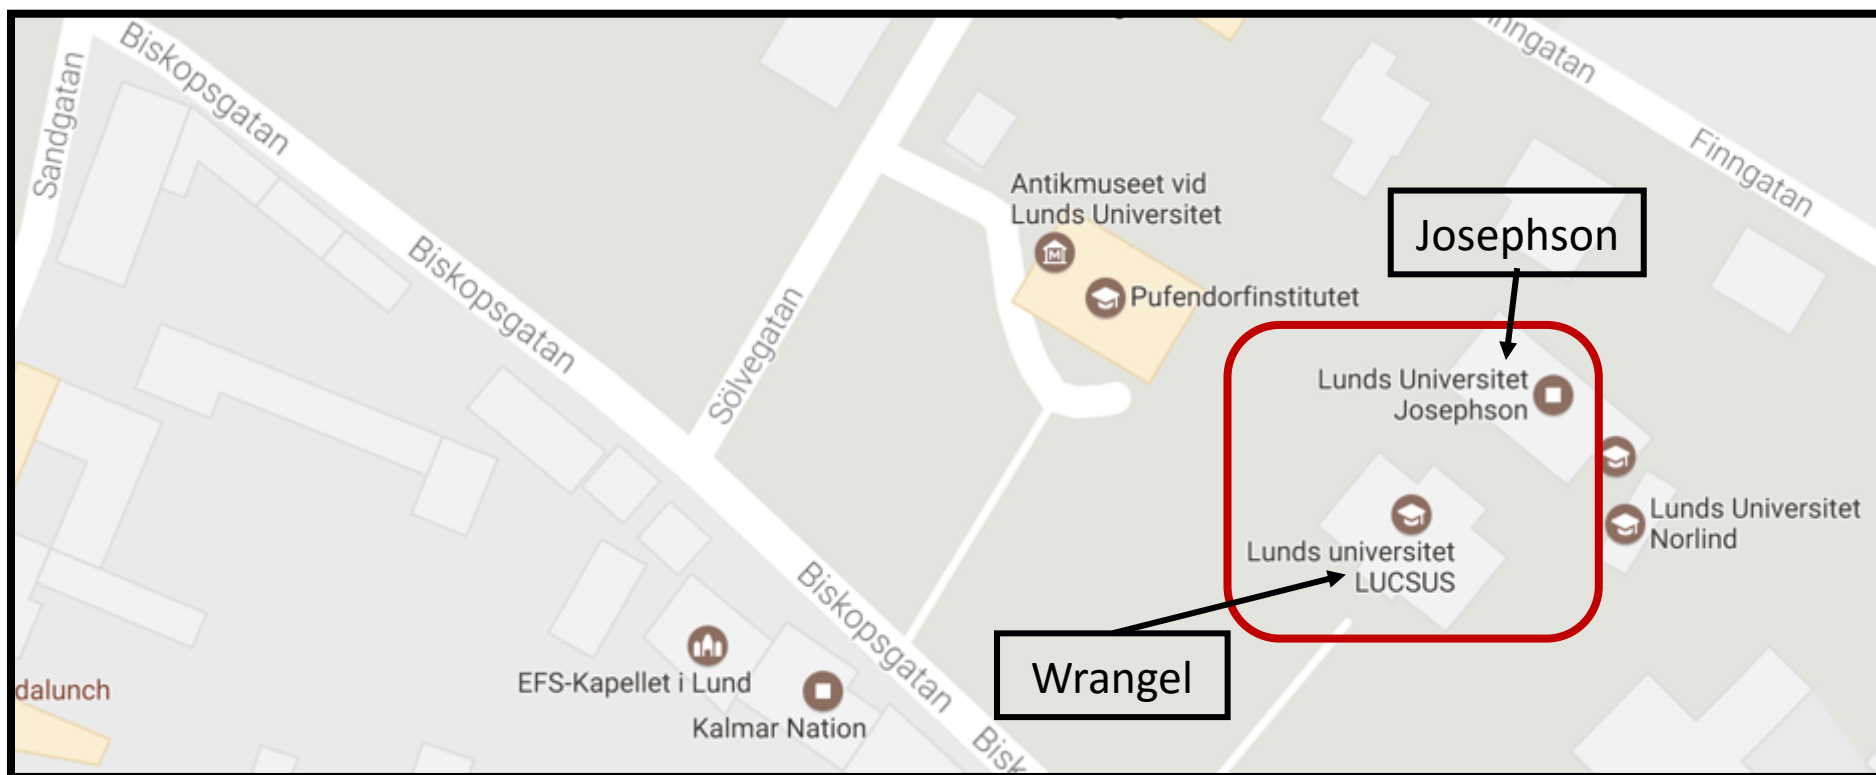 Biskopsgatan
Sandgatan
Finngatan
Antikmuseet vid
Lunds Universitet
Josephson
Biskopsgatan
Pufendorfinstitutet
Sölvegatan
Lunds Universitet
Josephson
Lunds Universitet
Norlind
Lunds universitet
LUCSUS
Biskopsgatan
Wrangel
EFS-Kapellet i Lund
dalunch
Kalmar Nation
Bisk